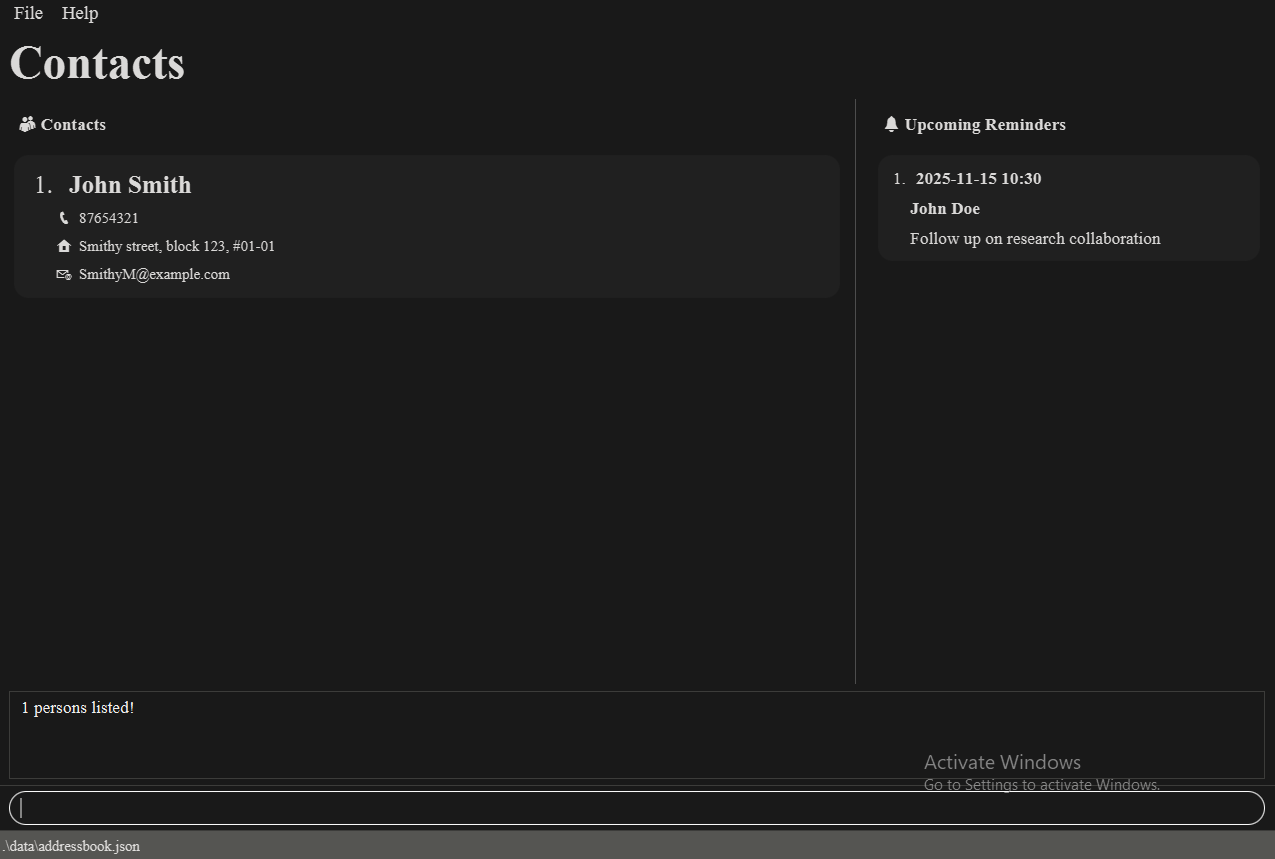 File Help
Contacts
Contacts
1. John Smith
87654321
Smithy street, block 123, #01-01
SmithyM@example.com
Upcoming Reminders
1. 2025-11-15 10:30
John Doe
Follow up on research collaboration
1 persons listed!
Activate Windows
Go to Settings to activate Windows.
.\data\addressbook.json